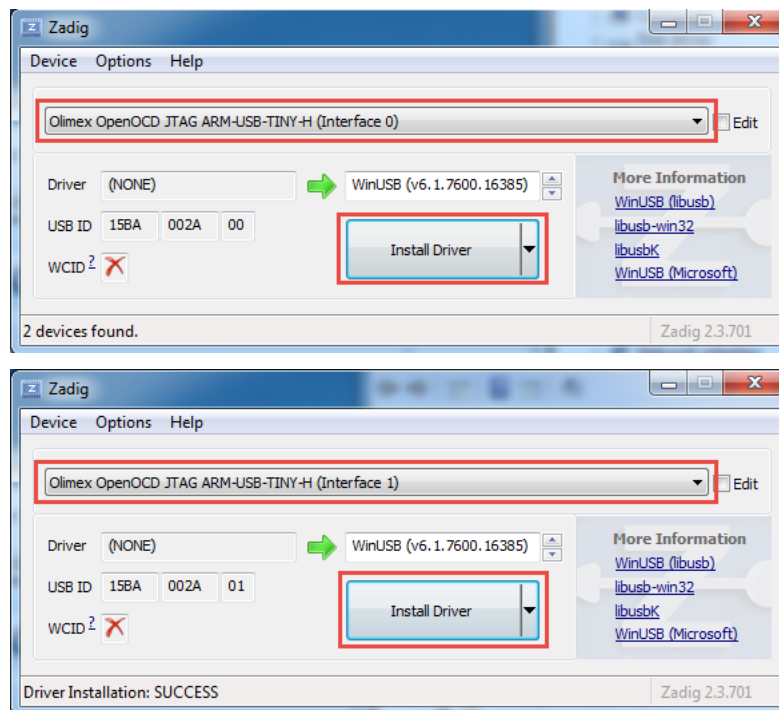 Zadig
Device Options Help
Olimex OpenOCD JTAG ARM-USB-TINY-H (Interface 0)
Edit
Driver (NONE) WinUSB (v6.1.7600.16385)
USB ID 15BA 002A 00
WCID ?
Install Driver
More Information
WinUSB (libusb)
libusb-win32
libusbK
WinUSB (Microsoft)
2 devices found.
Zadig 2.3.701
Zadig
Device Options Help
Olimex OpenOCD JTAG ARM-USB-TINY-H (Interface 1)
Edit
Driver (NONE) WinUSB (v6.1.7600.16385)
USB ID 15BA 002A 01
WCID ?
Install Driver
More Information
WinUSB (libusb)
libusb-win32
libusbK
WinUSB (Microsoft)
Driver Installation: SUCCESS
Zadig 2.3.701